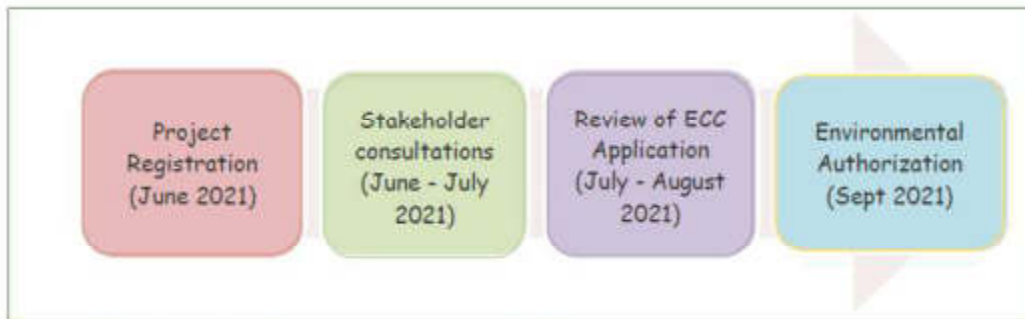 Project
Registration
(June 2021)
Stakeholder
consultations
(June - July
2021)
Review of ECC
Application
(July - August
2021)
Environmental
Authorization
(Sept 2021)